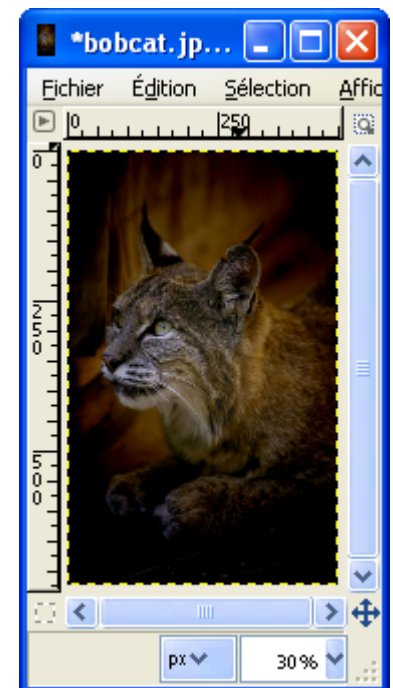 *bobcat.jp...
Fichier Édition Sélection Affic
0 250
0
250
500
px 30 %